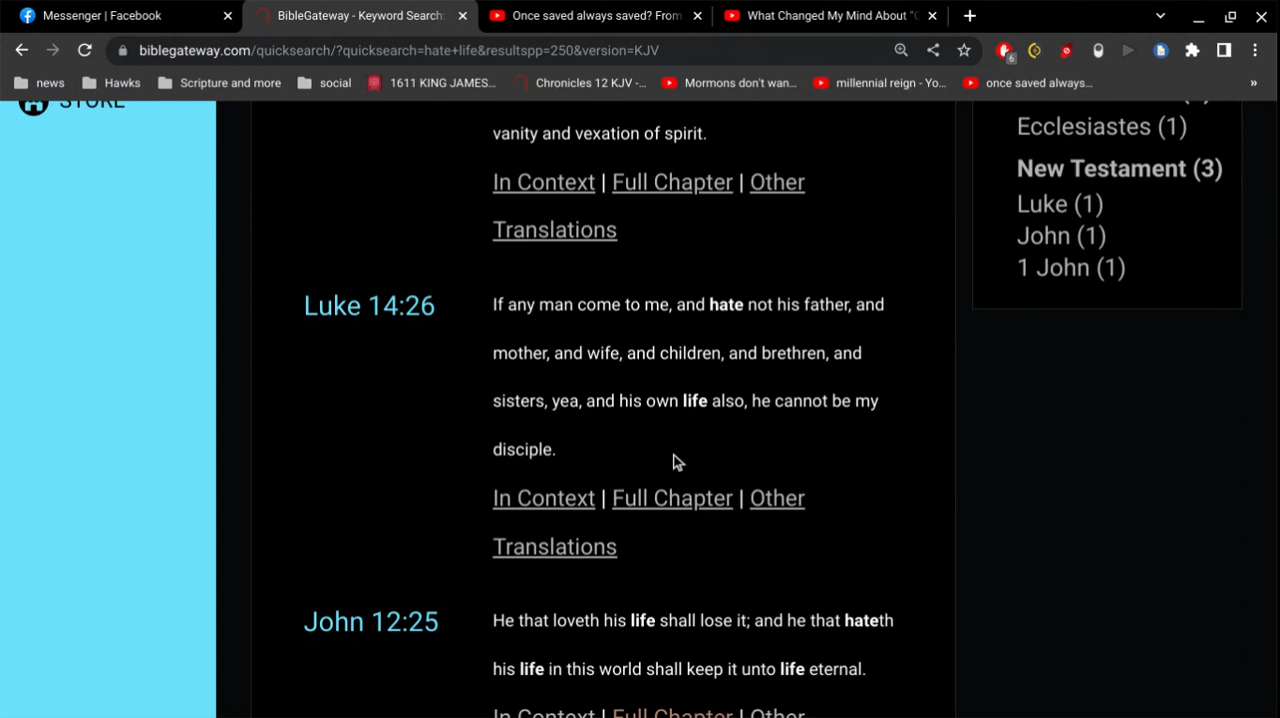 Messenger | Facebook
BibleGateway - Keyword Search:
Once saved always saved? From
What Changed My Mind About "
biblegateway.com/quicksearch/?quicksearch=hate+life&resultspp=250&version=KJV
6
news
Hawks
Scripture and more
social
1611 KING JAMES...
Chronicles 12 KJV -...
Mormons don't wan...
millennial reign - Yo...
once saved always...
»
STORE
vanity and vexation of spirit.
In Context | Full Chapter | Other
Translations
Luke 14:26
If any man come to me, and hate not his father, and
mother, and wife, and children, and brethren, and
sisters, yea, and his own life also, he cannot be my
disciple.
In Context | Full Chapter | Other
Translations
John 12:25
He that loveth his life shall lose it; and he that hateth
his life in this world shall keep it unto life eternal.
In Context | Full Chapter | Other
Ecclesiastes (1)
New Testament (3)
Luke (1)
John (1)
1 John (1)